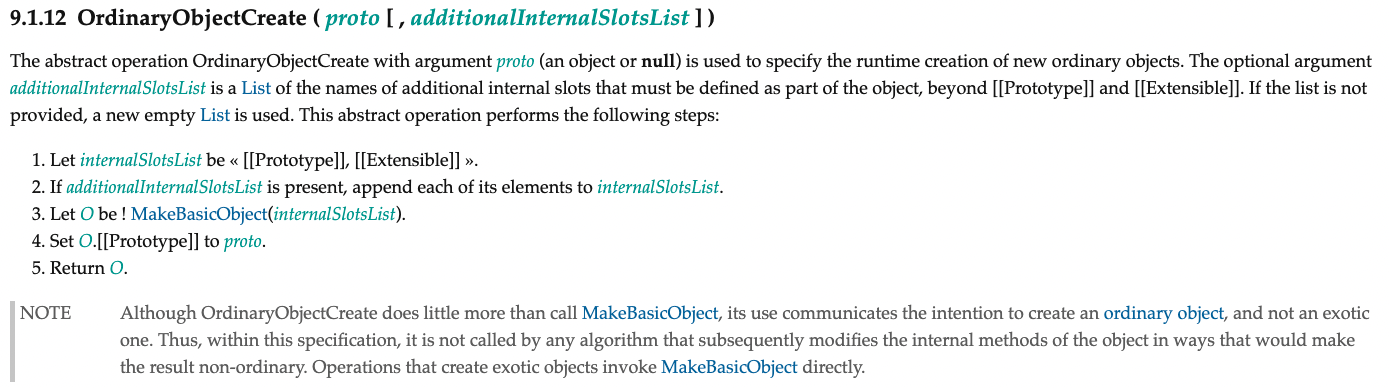 9.1.12 OrdinaryObjectCreate ( proto [ , additionalInternalSlotsList ] )
The abstract operation OrdinaryObjectCreate with argument proto (an object or null) is used to specify the runtime creation of new ordinary objects. The optional argument
additionalInternalSlotsList is a List of the names of additional internal slots that must be defined as part of the object, beyond [[Prototype]] and [[Extensible]]. If the list is not
provided, a new empty List is used. This abstract operation performs the following steps:
1. Let internalSlotsList be « [[Prototype]], [[Extensible]] ».
2. If additionalInternalSlotsList is present, append each of its elements to internalSlotsList.
3. Let O be ! MakeBasicObject(internalSlotsList).
4. Set O.[[Prototype]] to proto.
5. Return O.
NOTE Although OrdinaryObjectCreate does little more than call MakeBasicObject, its use communicates the intention to create an ordinary object, and not an exotic
one. Thus, within this specification, it is not called by any algorithm that subsequently modifies the internal methods of the object in ways that would make
the result non-ordinary. Operations that create exotic objects invoke MakeBasicObject directly.